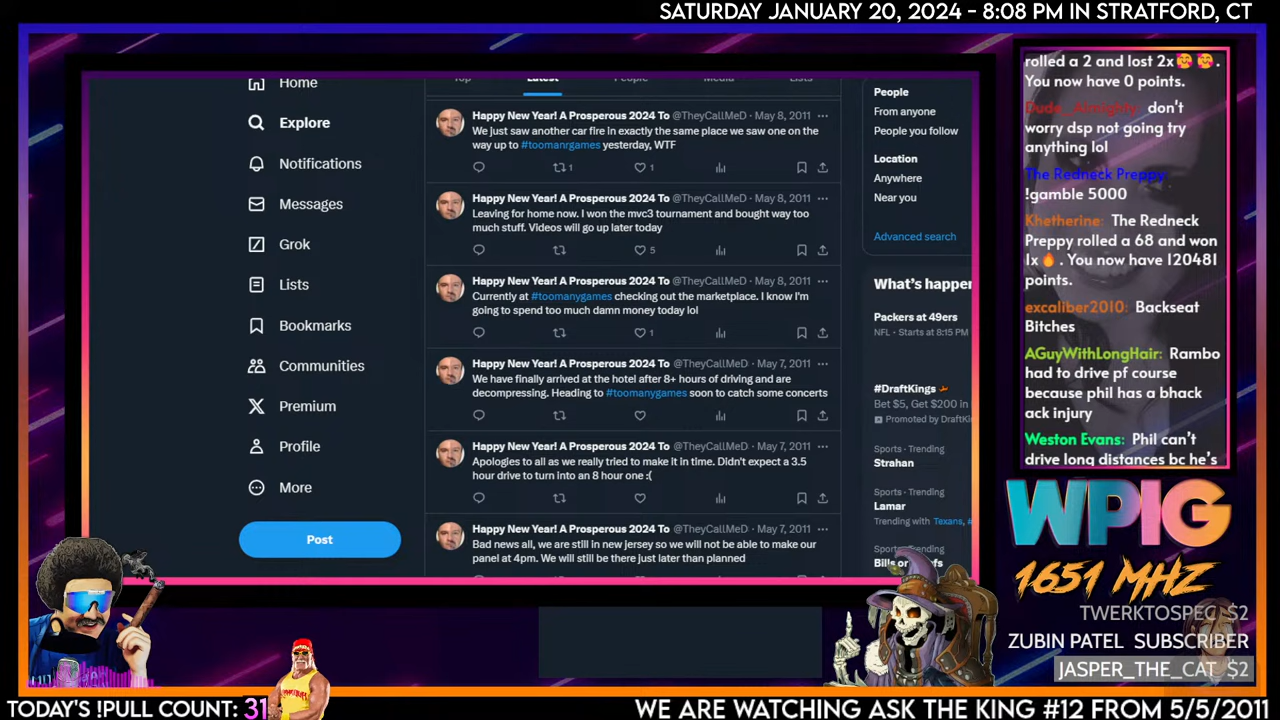 SATURDAY JANUARY 20, 2024 - 8:08 PM IN STRATFORD, CT
Home
Explore
Notifications
Messages
Grok
Lists
Bookmarks
Communities
Premium
Profile
More
Post
Top Latest People Media Lists
Happy New Year! A Prosperous 2024 To @TheyCallMeD · May 8, 2011 ···
We just saw another car fire in exactly the same place we saw one on the
way up to #toomanrgames yesterday, WTF
1 1
Happy New Year! A Prosperous 2024 To @TheyCallMeD · May 8, 2011 ···
Leaving for home now. I won the mvc3 tournament and bought way too
much stuff. Videos will go up later today
5
Happy New Year! A Prosperous 2024 To @TheyCallMeD · May 8, 2011 ···
Currently at #toomanygames checking out the marketplace. I know I'm
going to spend too much damn money today lol
1
Happy New Year! A Prosperous 2024 To @TheyCallMeD · May 7, 2011 ···
We have finally arrived at the hotel after 8+ hours of driving and are
decompressing. Heading to #toomanygames soon to catch some concerts
Happy New Year! A Prosperous 2024 To @TheyCallMeD · May 7, 2011 ···
Apologies to all as we really tried to make it in time. Didn't expect a 3.5
hour drive to turn into an 8 hour one :(
Happy New Year! A Prosperous 2024 To @TheyCallMeD · May 7, 2011 ···
Bad news all, we are still in new jersey so we will not be able to make our
panel at 4pm. We will still be there just later than planned
People
From anyone
People you follow
Location
Anywhere
Near you
Advanced search
What's happen
Packers at 49ers
NFL · Starts at 8:15 PM
#DraftKings
Bet $5, Get $200 in
Promoted by DraftKi
Sports · Trending
Strahan
Sports · Trending
Lamar
Trending with Texans, #
Sports · Trending
Bills or
rolled a 2 and lost 2x🥰🥰.
You now have 0 points.
Dude_Almighty: don't
worry dsp not going try
anything lol
The Redneck Preppy:
!gamble 5000
Khetherine: The Redneck
Preppy rolled a 68 and won
1x🔥. You now have 120481
points.
excaliber2010: Backseat
Bitches
AGuyWithLongHair: Rambo
had to drive pf course
because phil has a bhack
ack injury
Weston Evans: Phil can't
drive long distances bc he's
WPIG
1651 MHZ
TWERKTOSPEC $2
ZUBIN PATEL SUBSCRIBER
JASPER_THE_CAT $2
TODAY'S !PULL COUNT: 31
WE ARE WATCHING ASK THE KING #12 FROM 5/5/2011